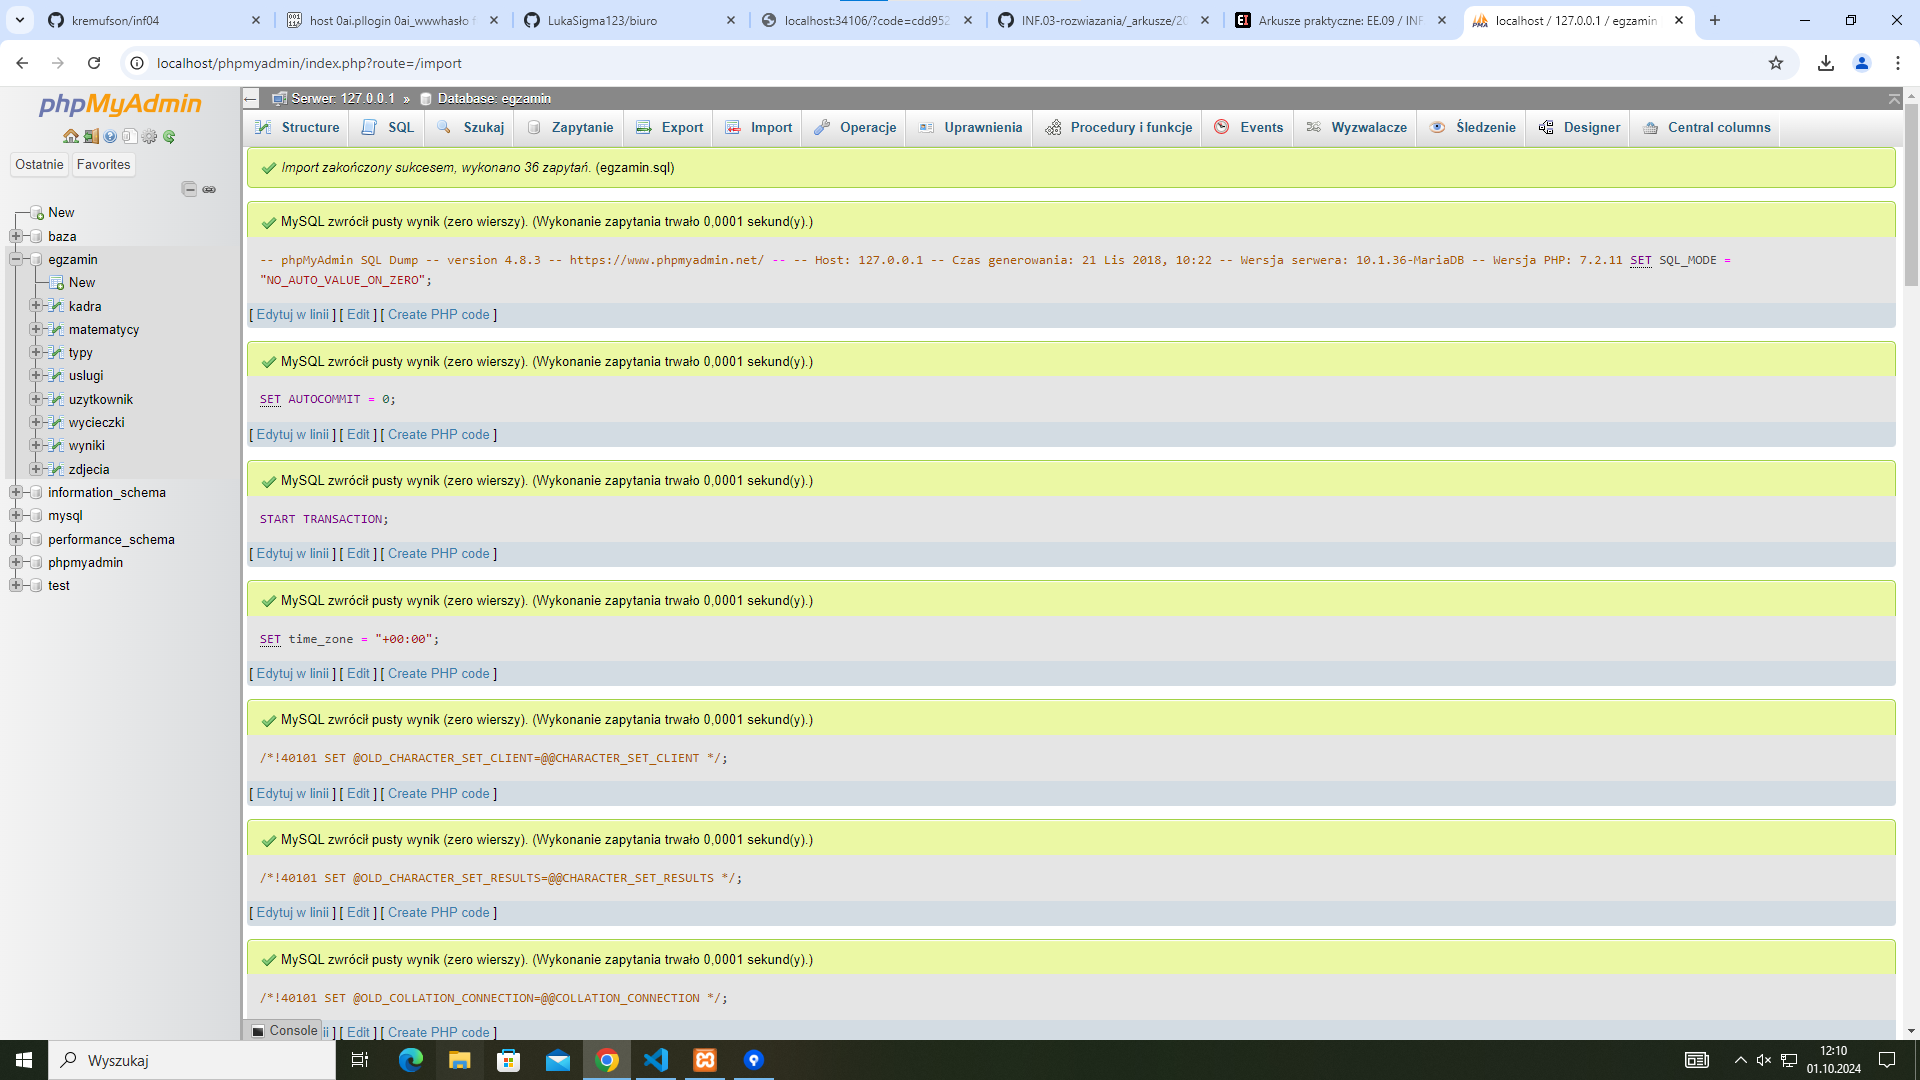 kremufson/inf04
host 0ai.pllogin 0ai_wwwhasło
LukaSigma123/biuro
localhost:34106/?code=cdd952
INF.03-rozwiazania/_arkusze/20
Arkusze praktyczne: EE.09 / INF
localhost / 127.0.0.1 / egzamin
localhost/phpmyadmin/index.php?route=/import
phpMyAdmin
Ostatnie Favorites
New
baza
egzamin
New
kadra
matematycy
typy
uslugi
uzytkownik
wycieczki
wyniki
zdjecia
information_schema
mysql
performance_schema
phpmyadmin
test
Serwer: 127.0.0.1 » Database: egzamin
Structure SQL Szukaj Zapytanie Export Import Operacje Uprawnienia Procedury i funkcje Events Wyzwalacze Śledzenie Designer Central columns
Import zakończony sukcesem, wykonano 36 zapytań. (egzamin.sql)
MySQL zwrócił pusty wynik (zero wierszy). (Wykonanie zapytania trwało 0,0001 sekund(y).)
-- phpMyAdmin SQL Dump -- version 4.8.3 -- https://www.phpmyadmin.net/ -- -- Host: 127.0.0.1 -- Czas generowania: 21 Lis 2018, 10:22 -- Wersja serwera: 10.1.36-MariaDB -- Wersja PHP: 7.2.11 SET SQL_MODE =
"NO_AUTO_VALUE_ON_ZERO";
[ Edytuj w linii ] [ Edit ] [ Create PHP code ]
MySQL zwrócił pusty wynik (zero wierszy). (Wykonanie zapytania trwało 0,0001 sekund(y).)
SET AUTOCOMMIT = 0;
[ Edytuj w linii ] [ Edit ] [ Create PHP code ]
MySQL zwrócił pusty wynik (zero wierszy). (Wykonanie zapytania trwało 0,0001 sekund(y).)
START TRANSACTION;
[ Edytuj w linii ] [ Edit ] [ Create PHP code ]
MySQL zwrócił pusty wynik (zero wierszy). (Wykonanie zapytania trwało 0,0001 sekund(y).)
SET time_zone = "+00:00";
[ Edytuj w linii ] [ Edit ] [ Create PHP code ]
MySQL zwrócił pusty wynik (zero wierszy). (Wykonanie zapytania trwało 0,0001 sekund(y).)
/*!40101 SET @OLD_CHARACTER_SET_CLIENT=@@CHARACTER_SET_CLIENT */;
[ Edytuj w linii ] [ Edit ] [ Create PHP code ]
MySQL zwrócił pusty wynik (zero wierszy). (Wykonanie zapytania trwało 0,0001 sekund(y).)
/*!40101 SET @OLD_CHARACTER_SET_RESULTS=@@CHARACTER_SET_RESULTS */;
[ Edytuj w linii ] [ Edit ] [ Create PHP code ]
MySQL zwrócił pusty wynik (zero wierszy). (Wykonanie zapytania trwało 0,0001 sekund(y).)
/*!40101 SET @OLD_COLLATION_CONNECTION=@@COLLATION_CONNECTION */;
Console ii ] [ Edit ] [ Create PHP code ]
Wyszukaj
12:10
01.10.2024